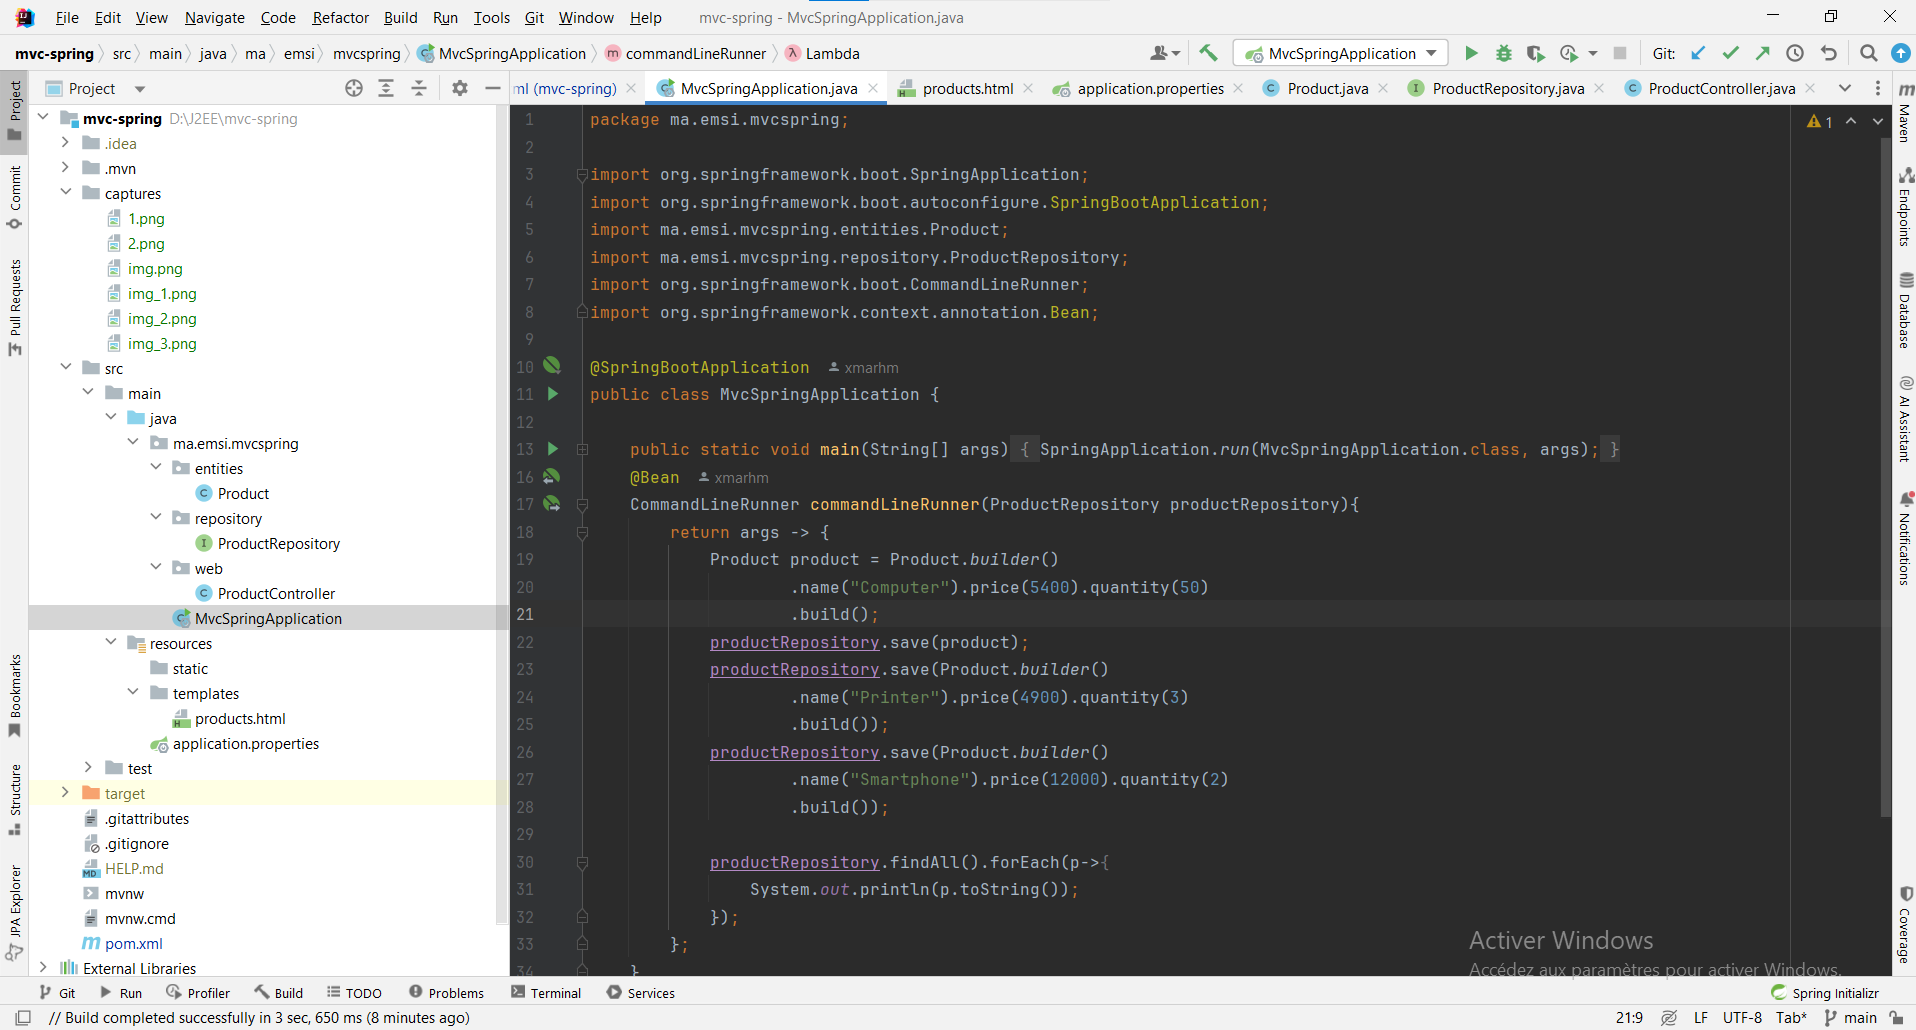 File Edit View Navigate Code Refactor Build Run Tools Git Window Help mvc-spring - MvcSpringApplication.java
mvc-spring src main java ma emsi mvcspring MvcSpringApplication commandLineRunner Lambda MvcSpringApplication Git:
Project
ml (mvc-spring) MvcSpringApplication.java products.html application.properties Product.java ProductRepository.java ProductController.java
Project
Commit
Pull Requests
Bookmarks
Structure
JPA Explorer
mvc-spring D:\J2EE\mvc-spring
.idea
.mvn
captures
1.png
2.png
img.png
img_1.png
img_2.png
img_3.png
src
main
java
ma.emsi.mvcspring
entities
Product
repository
ProductRepository
web
ProductController
MvcSpringApplication
resources
static
templates
products.html
application.properties
test
target
.gitattributes
.gitignore
HELP.md
mvnw
mvnw.cmd
pom.xml
External Libraries
1 package ma.emsi.mvcspring;
2
3 import org.springframework.boot.SpringApplication;
4 import org.springframework.boot.autoconfigure.SpringBootApplication;
5 import ma.emsi.mvcspring.entities.Product;
6 import ma.emsi.mvcspring.repository.ProductRepository;
7 import org.springframework.boot.CommandLineRunner;
8 import org.springframework.context.annotation.Bean;
9
10 @SpringBootApplication xmarhm
11 public class MvcSpringApplication {
12
13 public static void main(String[] args) { SpringApplication.run(MvcSpringApplication.class, args); }
16 @Bean xmarhm
17 CommandLineRunner commandLineRunner(ProductRepository productRepository){
18 return args -> {
19 Product product = Product.builder()
20 .name("Computer").price(5400).quantity(50)
21 .build();
22 productRepository.save(product);
23 productRepository.save(Product.builder()
24 .name("Printer").price(4900).quantity(3)
25 .build());
26 productRepository.save(Product.builder()
27 .name("Smartphone").price(12000).quantity(2)
28 .build());
29
30 productRepository.findAll().forEach(p->{
31 System.out.println(p.toString());
32 });
33 };
34 }
1
Maven
Endpoints
Database
AI Assistant
Notifications
Coverage
Activer Windows
Accédez aux paramètres pour activer Windows.
Git Run Profiler Build TODO Problems Terminal Services Spring Initializr
// Build completed successfully in 3 sec, 650 ms (8 minutes ago) 21:9 LF UTF-8 Tab* main